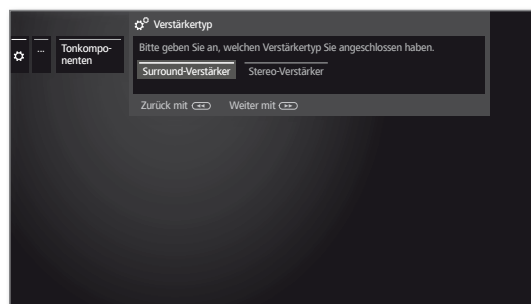 Verstärkertyp
...
Tonkompo-
nenten
Bitte geben Sie an, welchen Verstärkertyp Sie angeschlossen haben.
Surround-Verstärker Stereo-Verstärker
Zurück mit Weiter mit